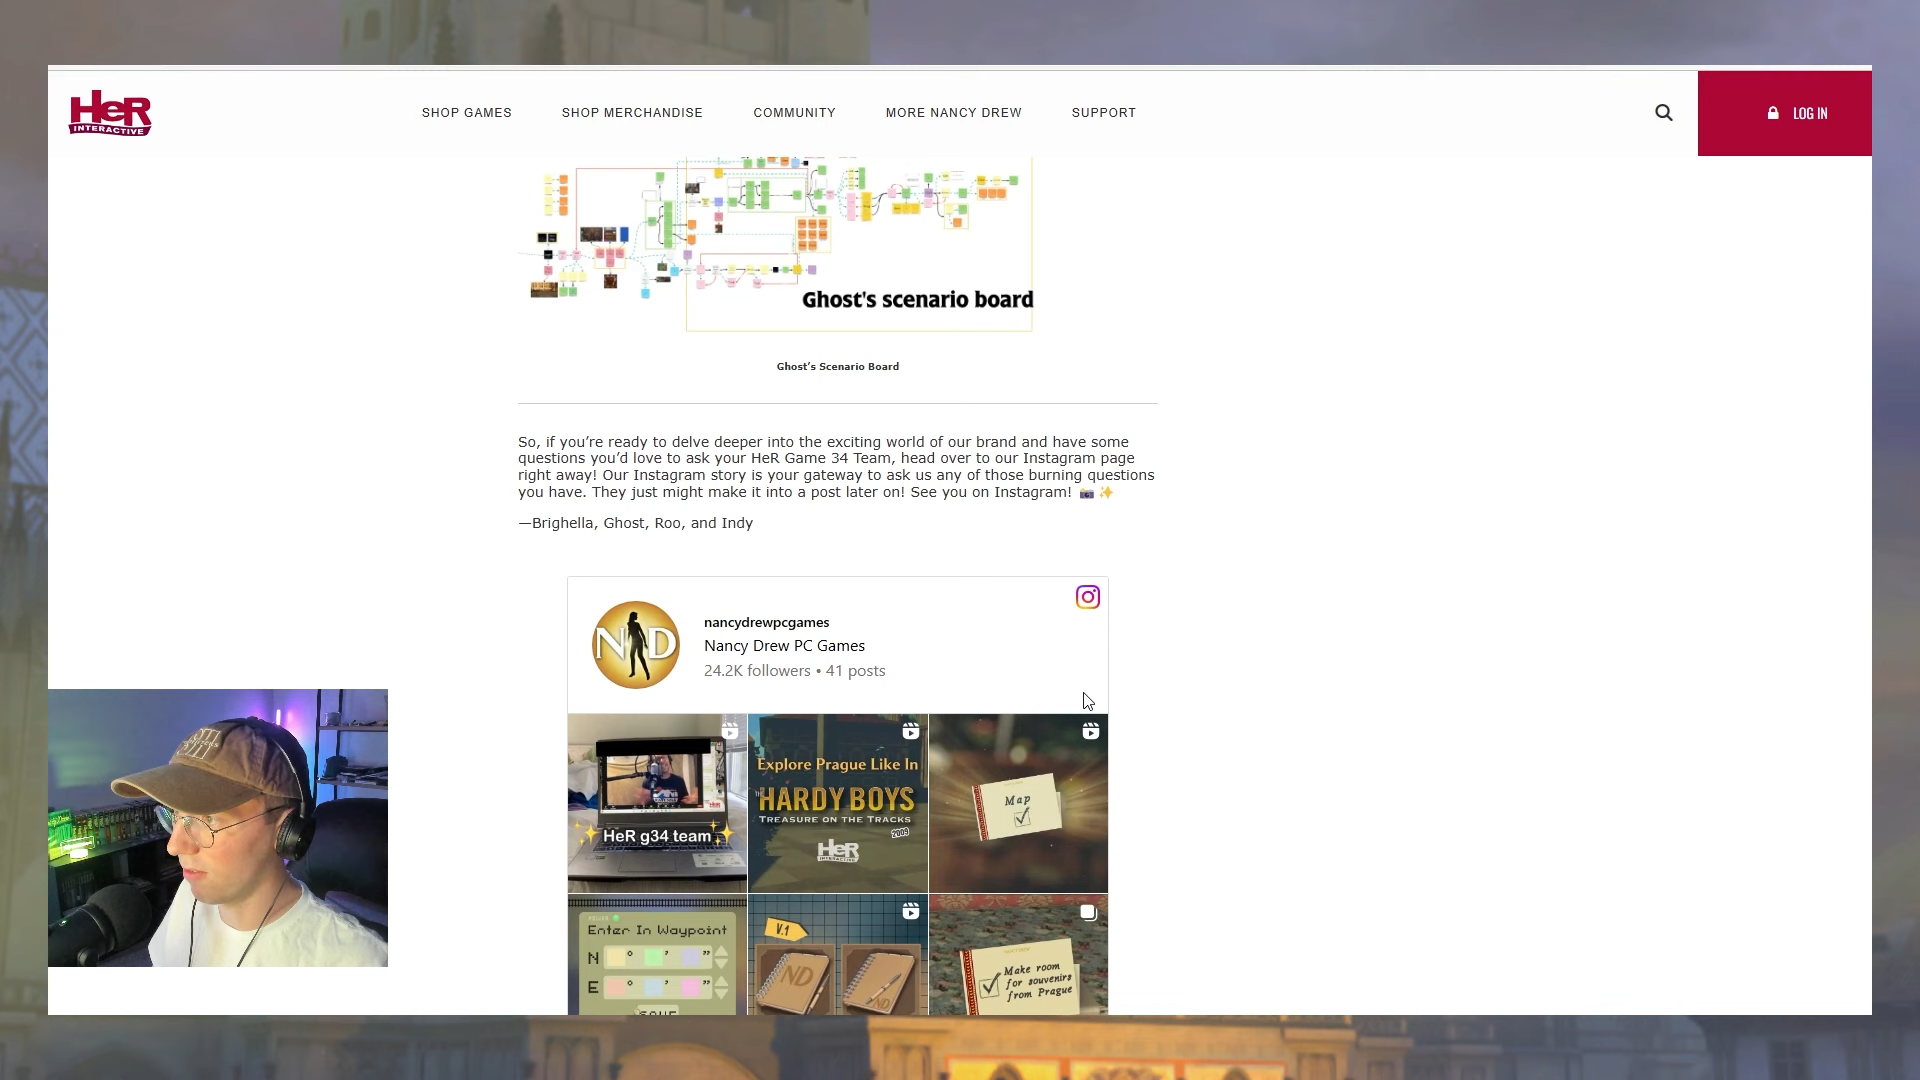 HeR
INTERACTIVE
SHOP GAMES
SHOP MERCHANDISE
COMMUNITY
MORE NANCY DREW
SUPPORT
LOG IN
Ghost's scenario board
Ghost’s Scenario Board
So, if you’re ready to delve deeper into the exciting world of our brand and have some
questions you’d love to ask your HeR Game 34 Team, head over to our Instagram page
right away! Our Instagram story is your gateway to ask us any of those burning questions
you have. They just might make it into a post later on! See you on Instagram! 📷 ✨
—Brighella, Ghost, Roo, and Indy
ND
nancydrewpcgames
Nancy Drew PC Games
24.2K followers • 41 posts
✨ HeR g34 team ✨
Explore Prague Like In
THE HARDY BOYS
TREASURE ON THE TRACKS
2009
HeR
INTERACTIVE
Map
POWER
Enter In Waypoint
N ° ' "
E ° ' "
SAVE
V.1
ND
ND
Make room
for souvenirs
from Prague